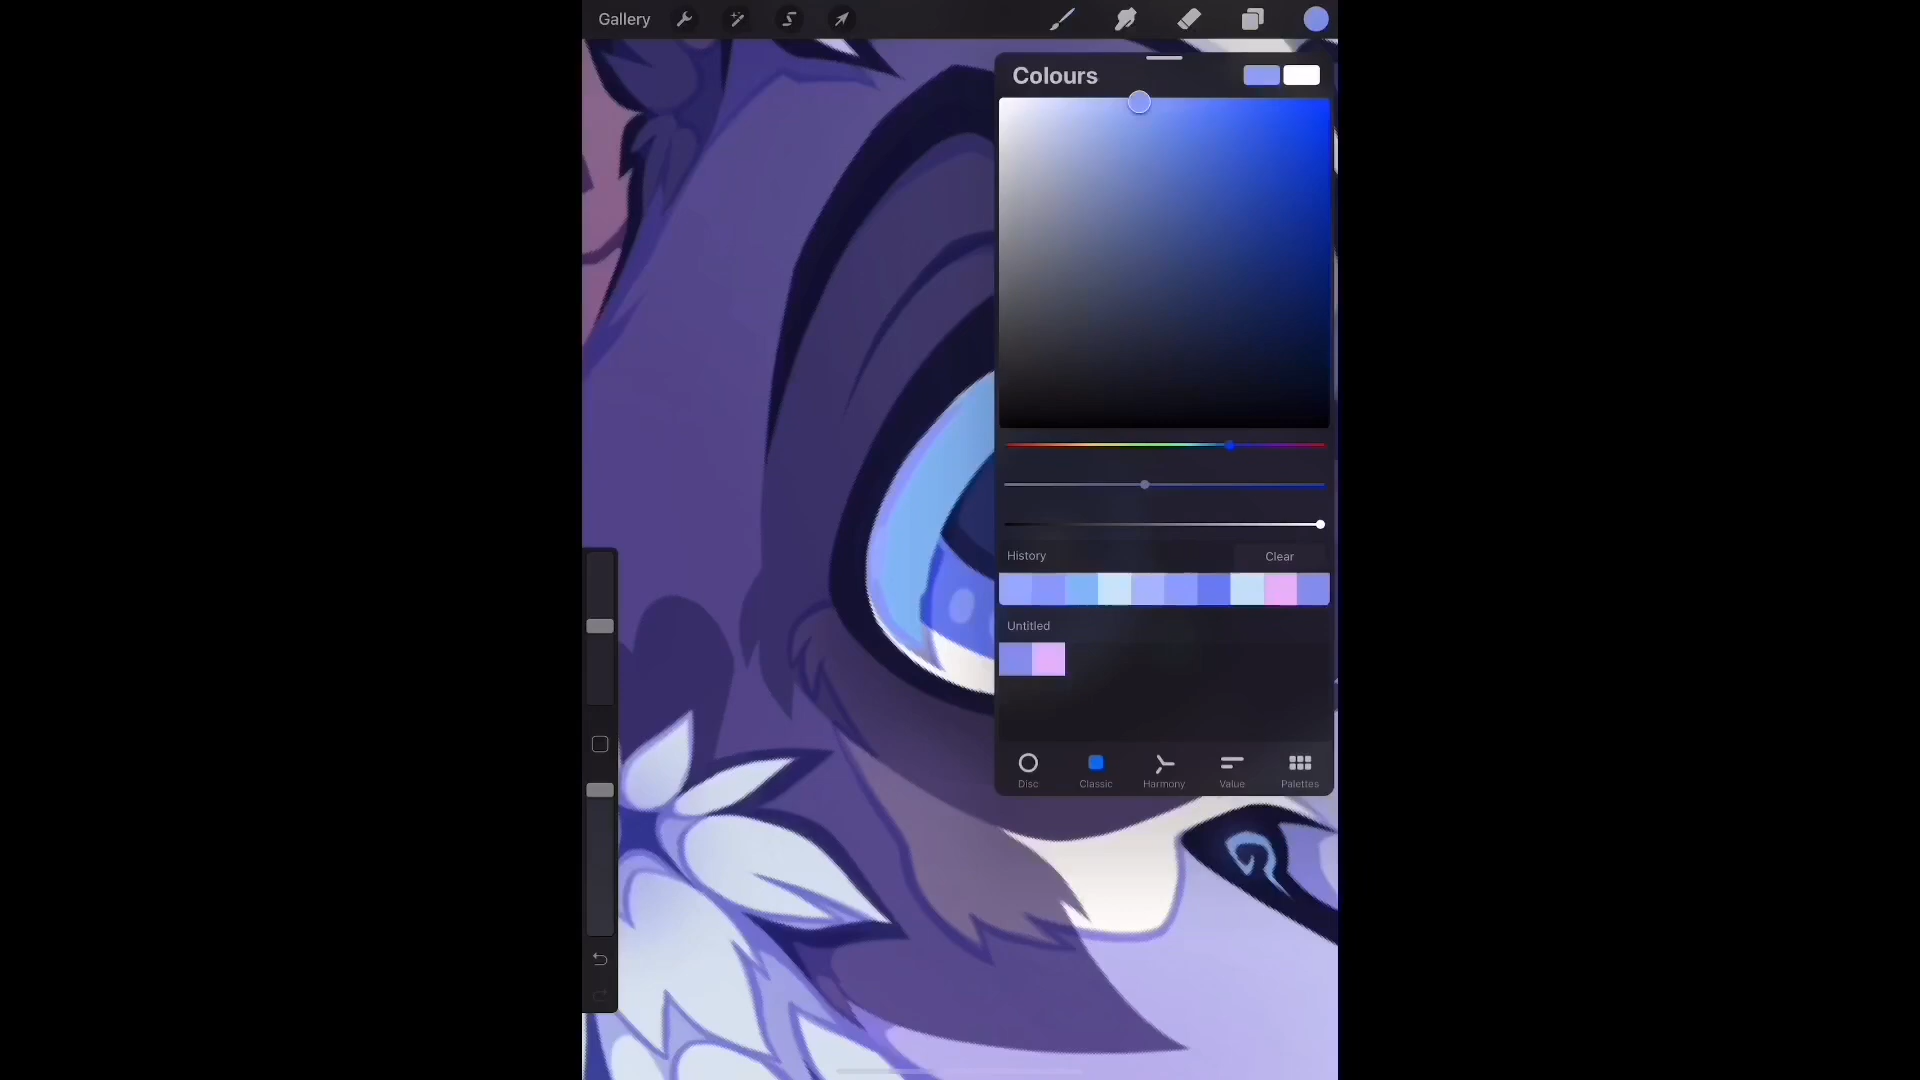 Gallery
Colours
History
Clear
Untitled
Disc
Classic
Harmony
Value
Palettes